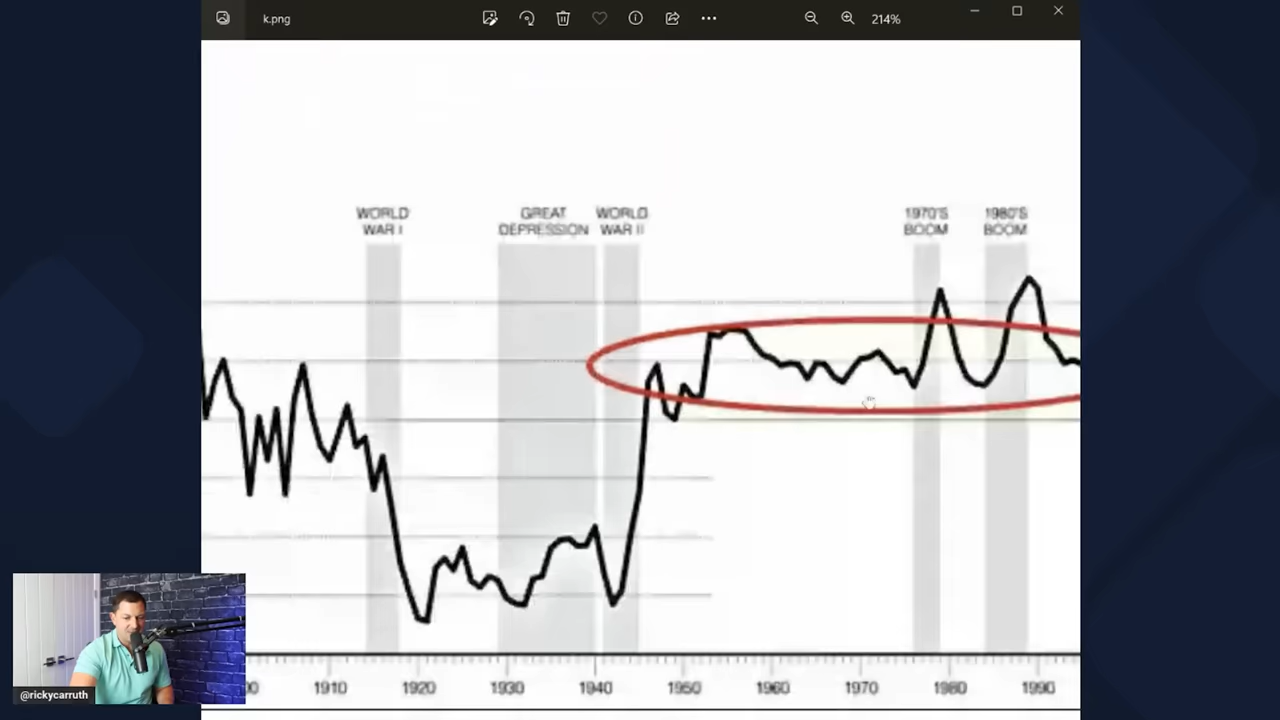 k.png
214%
WORLD WAR I
GREAT DEPRESSION
WORLD WAR II
1970'S BOOM
1980'S BOOM
00 1910 1920 1930 1940 1950 1960 1970 1980 1990
@rickycarruth